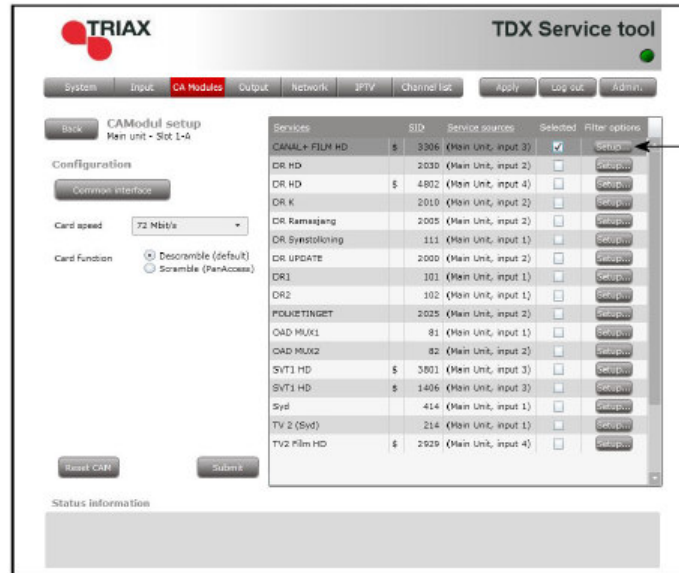 TRIAX
TDX Service tool
System Input CA Modules Output Network IPTV Channel list Apply Log out Admin.
Back
CAModul setup
Main unit - Slot 1-A
Configuration
Common interface
Card speed 72 Mbit/s
Card function Descramble (default)
Scramble (PanAccess)
Reset CAM Submit
Services SID Service sources Selected Filter options
CANAL+ FILM HD $ 3306 (Main Unit, input 3) Setup...
DR HD 2030 (Main Unit, input 2) Setup...
DR HD $ 4802 (Main Unit, input 4) Setup...
DR K 2010 (Main Unit, input 2) Setup...
DR Ramasjang 2005 (Main Unit, input 2) Setup...
DR Synstolkning 111 (Main Unit, input 1) Setup...
DR UPDATE 2000 (Main Unit, input 2) Setup...
DR1 101 (Main Unit, input 1) Setup...
DR2 102 (Main Unit, input 1) Setup...
FOLKETINGET 2025 (Main Unit, input 2) Setup...
OAD MUX1 81 (Main Unit, input 1) Setup...
OAD MUX2 82 (Main Unit, input 2) Setup...
SVT1 HD $ 3801 (Main Unit, input 3) Setup...
SVT1 HD $ 1406 (Main Unit, input 3) Setup...
Syd 414 (Main Unit, input 1) Setup...
TV 2 (Syd) 214 (Main Unit, input 1) Setup...
TV2 Film HD $ 2929 (Main Unit, input 4) Setup...
Status information